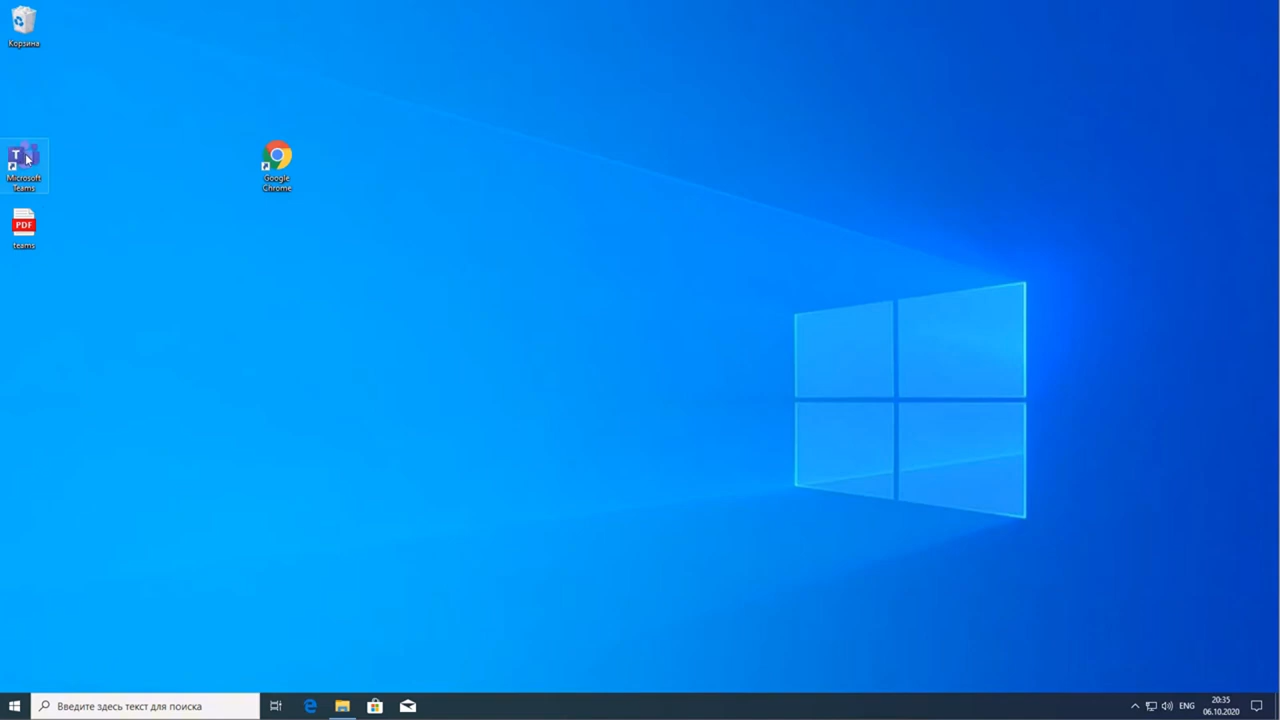 Корзина
Microsoft
Teams
Google
Chrome
PDF
teams
Введите здесь текст для поиска
ENG
20:35
06.10.2020